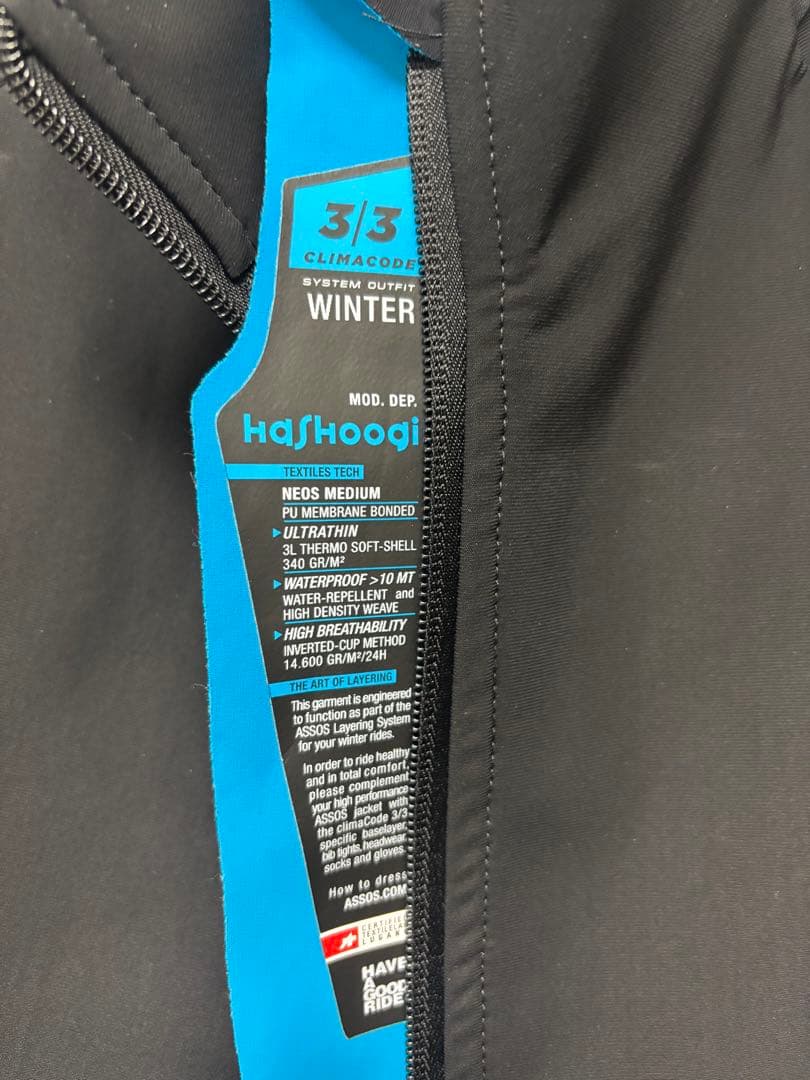 3/3
CLIMACODE
SYSTEM OUTFIT
WINTER
MOD. DEP.
HaShoogi
TEXTILES TECH
NEOS MEDIUM
PU MEMBRANE BONDED
ULTRATHIN
3L THERMO SOFT-SHELL
340 GR/M²
WATERPROOF >10 MT
WATER-REPELLENT and
HIGH DENSITY WEAVE
HIGH BREATHABILITY
INVERTED-CUP METHOD
14.600 GR/M²/24H
THE ART OF LAYERING
This garment is engineered
to function as part of the
ASSOS Layering System
for your winter rides.
In order to ride healthy
and in total comfort,
please complement
your high performance
ASSOS jacket with
the climaCode 3/3
specific baselayer,
bib tights, headwear,
socks and gloves.
How to dress
ASSOS.COM
CERTIFIED
TEXTILELAB
LUGANO
HAVE
A
GOOD
RIDE